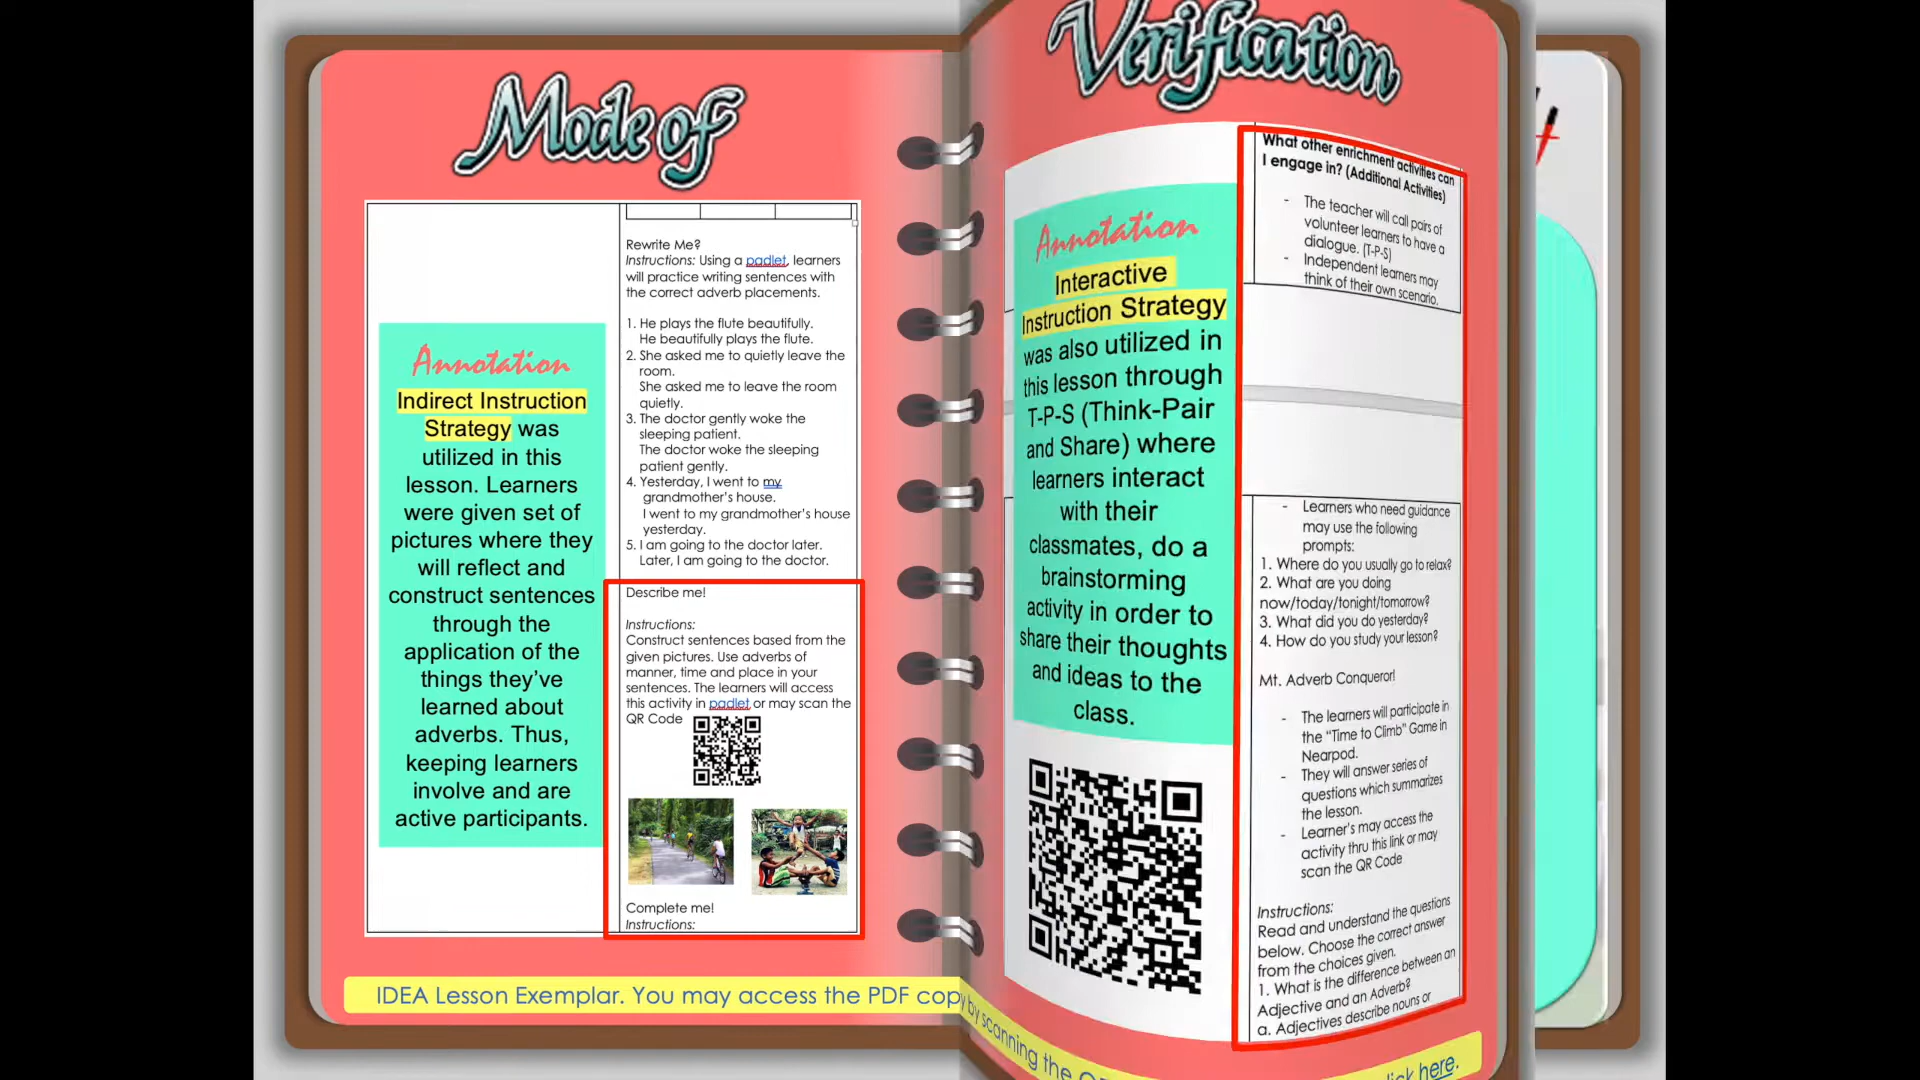 Mode of
Rewrite Me?
Instructions: Using a padlet, learners
will practice writing sentences with
the correct adverb placements.
1. He plays the flute beautifully.
He beautifully plays the flute.
2. She asked me to quietly leave the
room.
She asked me to leave the room
quietly.
3. The doctor gently woke the
sleeping patient.
The doctor woke the sleeping
patient gently.
4. Yesterday, I went to my
grandmother's house.
I went to my grandmother's house
yesterday.
5. I am going to the doctor later.
Later, I am going to the doctor.
Annotation
Indirect Instruction
Strategy was
utilized in this
lesson. Learners
were given set of
pictures where they
will reflect and
construct sentences
through the
application of the
things they've
learned about
adverbs. Thus,
keeping learners
involve and are
active participants.
Describe me!
Instructions:
Construct sentences based from the
given pictures. Use adverbs of
manner, time and place in your
sentences. The learners will access
this activity in padlet or may scan the
QR Code
Complete me!
Instructions:
Verification
Annotation
Interactive
Instruction Strategy
was also utilized in
this lesson through
T-P-S (Think-Pair
and Share) where
learners interact
with their
classmates, do a
brainstorming
activity in order to
share their thoughts
and ideas to the
class.
What other enrichment activities can
I engage in? (Additional Activities)
- The teacher will call pairs of
volunteer learners to have a
dialogue. (T-P-S)
- Independent learners may
think of their own scenario.
- Learners who need guidance
may use the following
prompts:
1. Where do you usually go to relax?
2. What are you doing
now/today/tonight/tomorrow?
3. What did you do yesterday?
4. How do you study your lesson?
Mt. Adverb Conqueror!
- The learners will participate in
the "Time to Climb" Game in
Nearpod.
- They will answer series of
questions which summarizes
the lesson.
- Learner's may access the
activity thru this link or may
scan the QR Code
Instructions:
Read and understand the questions
below. Choose the correct answer
from the choices given.
1. What is the difference between an
Adjective and an Adverb?
a. Adjectives describe nouns or
IDEA Lesson Exemplar. You may access the PDF copy by scanning the here.